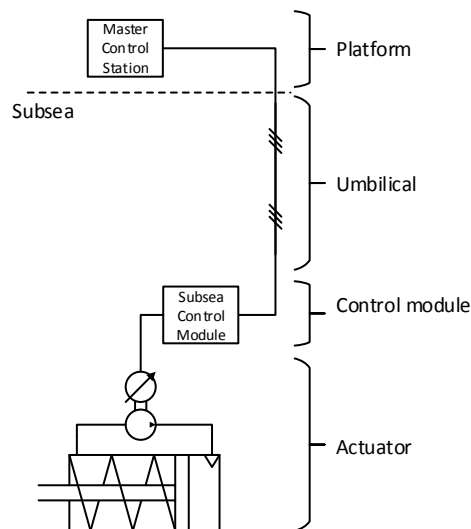 Master
Control
Station
Platform
Subsea
Umbilical
Subsea
Control
Module
Control module
Actuator